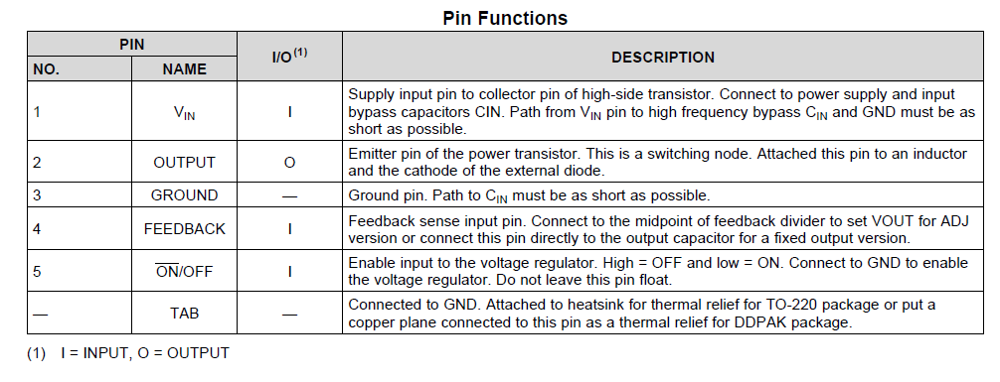 Pin Functions
PIN
I/O(1)
DESCRIPTION
NO.
NAME
1
VIN
I
Supply input pin to collector pin of high-side transistor. Connect to power supply and input
bypass capacitors CIN. Path from VIN pin to high frequency bypass CIN and GND must be as
short as possible.
2
OUTPUT
O
Emitter pin of the power transistor. This is a switching node. Attached this pin to an inductor
and the cathode of the external diode.
3
GROUND
—
Ground pin. Path to CIN must be as short as possible.
4
FEEDBACK
I
Feedback sense input pin. Connect to the midpoint of feedback divider to set VOUT for ADJ
version or connect this pin directly to the output capacitor for a fixed output version.
5
O̅N̅/OFF
I
Enable input to the voltage regulator. High = OFF and low = ON. Connect to GND to enable
the voltage regulator. Do not leave this pin float.
—
TAB
—
Connected to GND. Attached to heatsink for thermal relief for TO-220 package or put a
copper plane connected to this pin as a thermal relief for DDPAK package.
(1) I = INPUT, O = OUTPUT